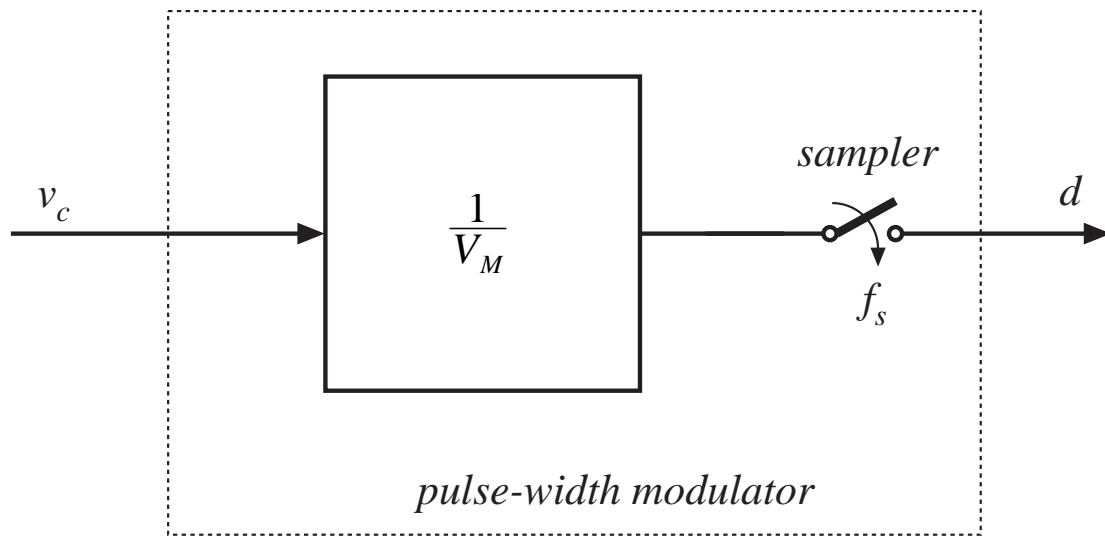 sampler
v_c
1
V_M
d
f_s
pulse-width modulator